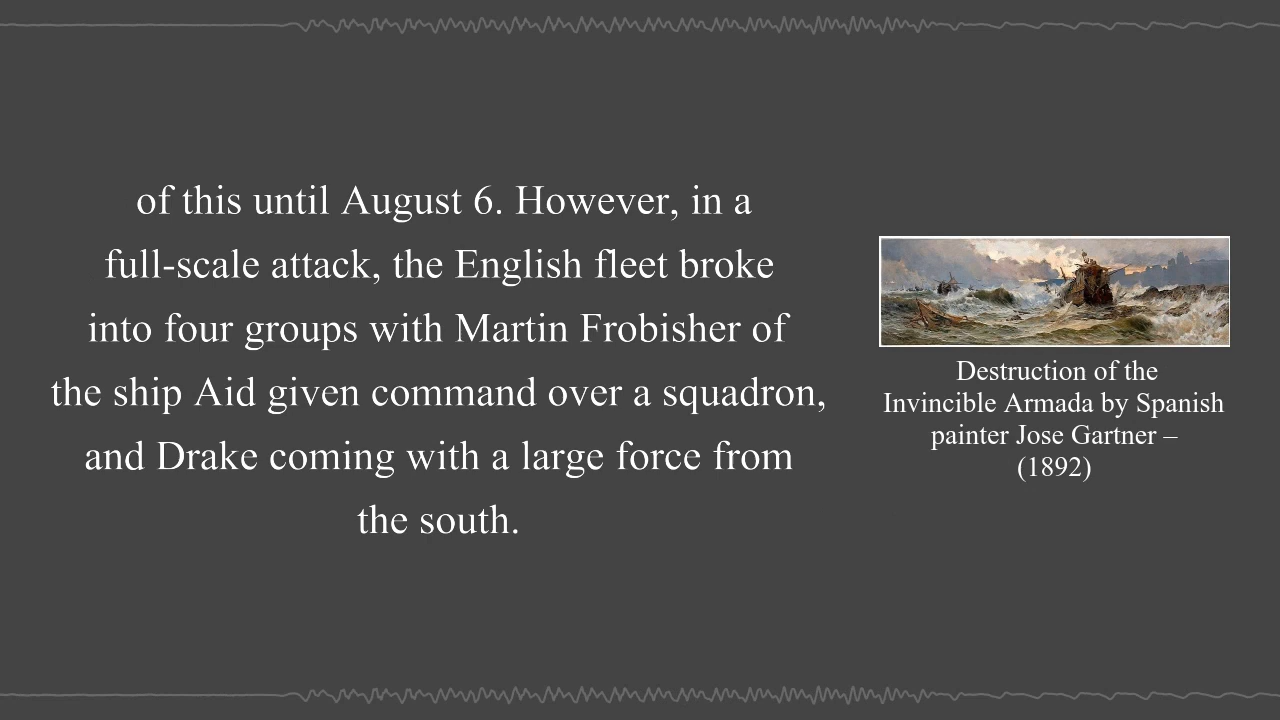 of this until August 6. However, in a
full-scale attack, the English fleet broke
into four groups with Martin Frobisher of
the ship Aid given command over a squadron,
and Drake coming with a large force from
the south.
Destruction of the
Invincible Armada by Spanish
painter Jose Gartner –
(1892)